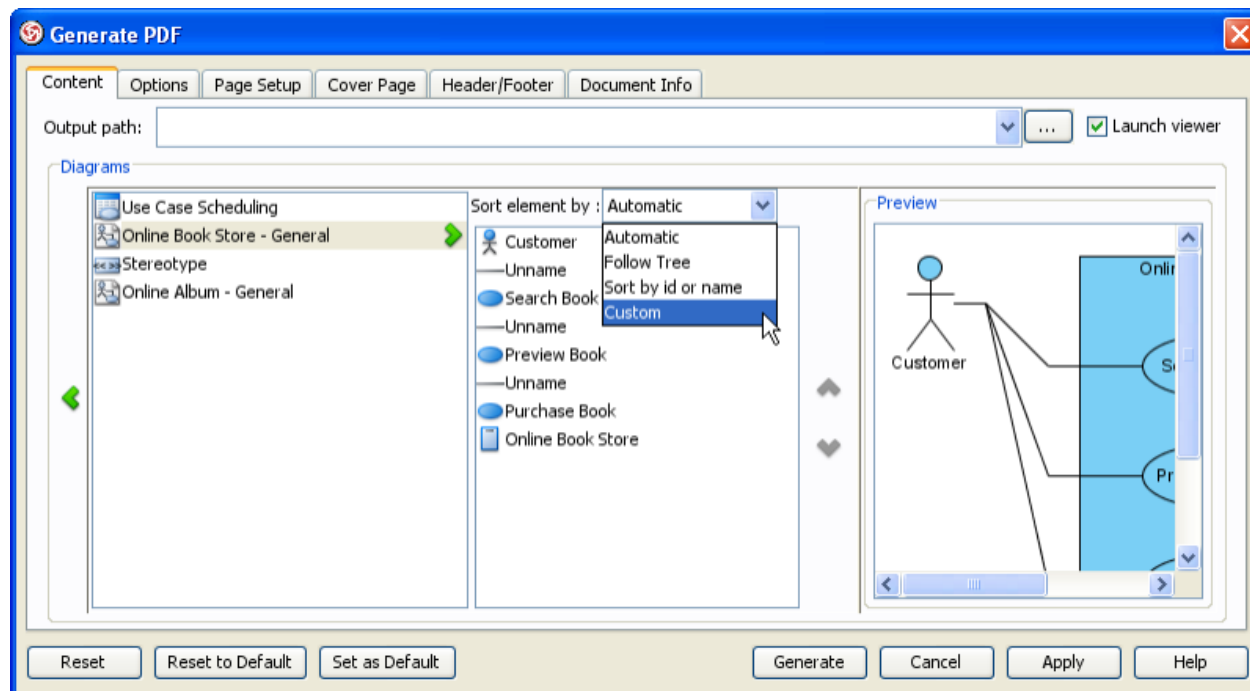 Generate PDF
Content Options Page Setup Cover Page Header/Footer Document Info
Output path: ... Launch viewer
Diagrams
Use Case Scheduling
Online Book Store - General
Stereotype
Online Album - General
Sort element by : Automatic
Automatic
Follow Tree
Sort by id or name
Custom
Customer
Unname
Search Book
Unname
Preview Book
Unname
Purchase Book
Online Book Store
Preview
Customer
Reset Reset to Default Set as Default Generate Cancel Apply Help